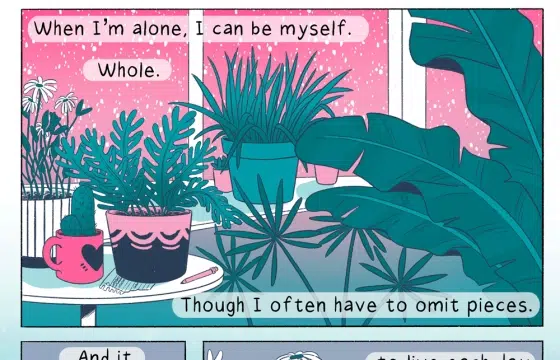 When I'm alone, I can be myself.
Whole.
Though I often have to omit pieces.
And it
to live each day